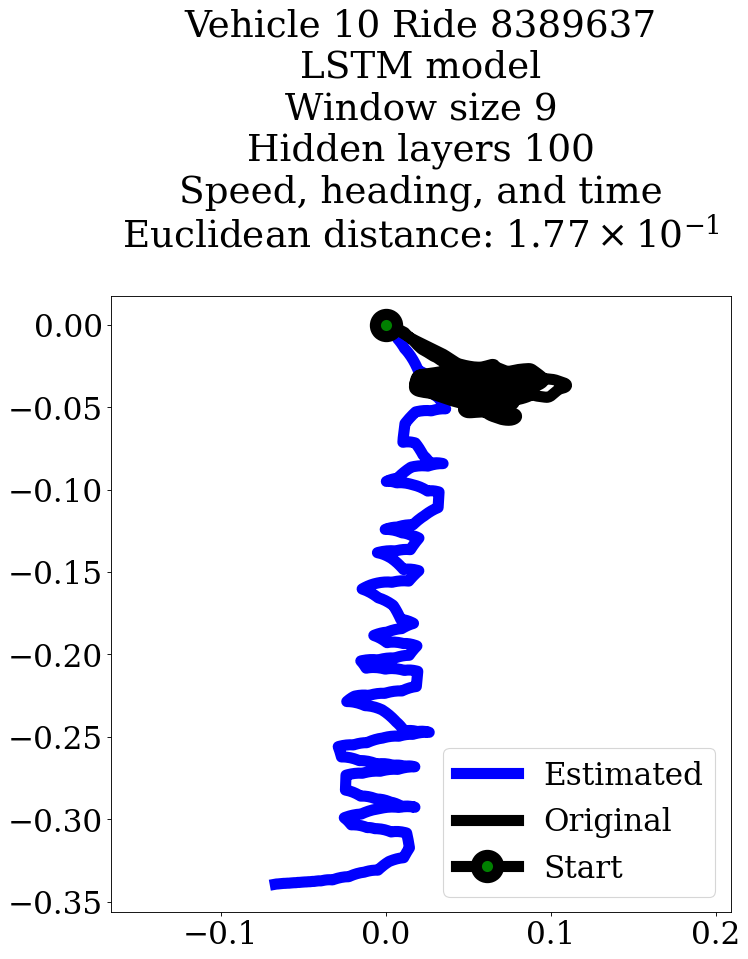 Vehicle 10 Ride 8389637
LSTM model
Window size 9
Hidden layers 100
Speed, heading, and time
Euclidean distance: 1.77 × 10⁻¹
0.00
−0.05
−0.10
−0.15
−0.20
−0.25
−0.30
−0.35
Estimated
Original
Start
−0.1
0.0
0.1
0.2